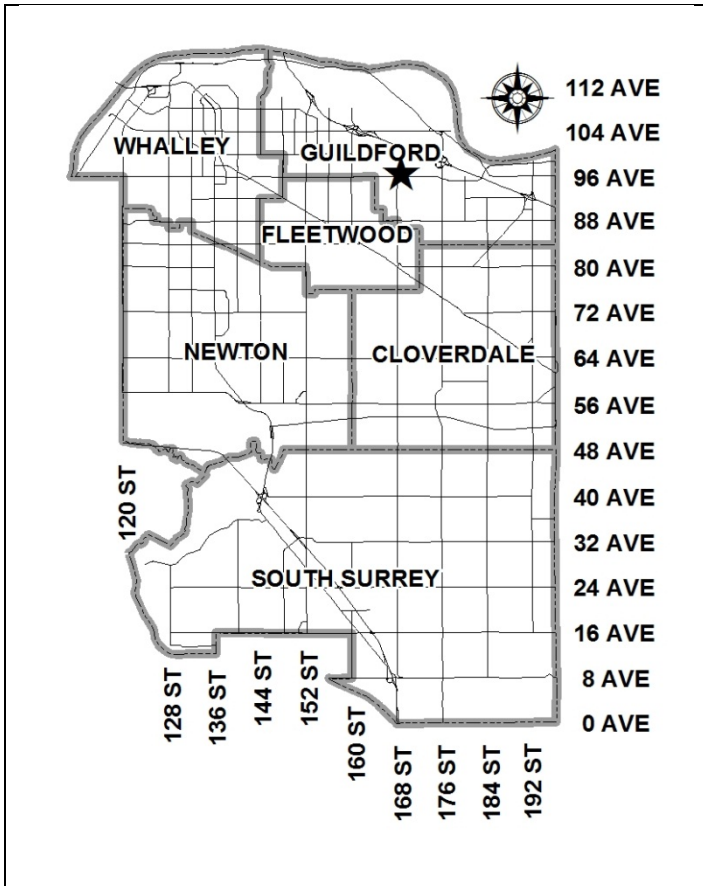 112 AVE
104 AVE
WHALLEY
GUILDFORD
96 AVE
88 AVE
FLEETWOOD
80 AVE
72 AVE
NEWTON
CLOVERDALE
64 AVE
56 AVE
48 AVE
120 ST
40 AVE
32 AVE
SOUTH SURREY
24 AVE
16 AVE
8 AVE
0 AVE
128 ST
136 ST
144 ST
152 ST
160 ST
168 ST
176 ST
184 ST
192 ST